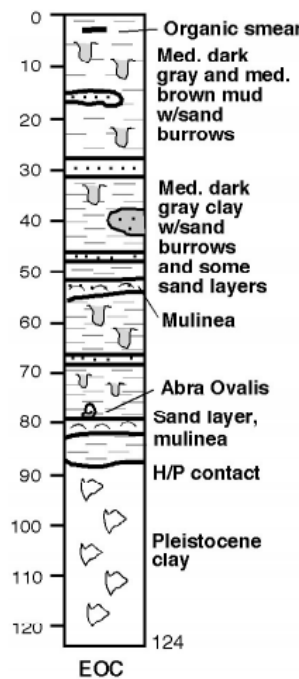 0
Organic smear
Med. dark
gray and med.
10
brown mud
w/sand
20
burrows
30
Med. dark
gray clay
40
w/sand
burrows
50
and some
sand layers
60
Mulinea
70
Abra Ovalis
80
Sand layer,
mulinea
90
H/P contact
100
Pleistocene
110
clay
120
124
EOC